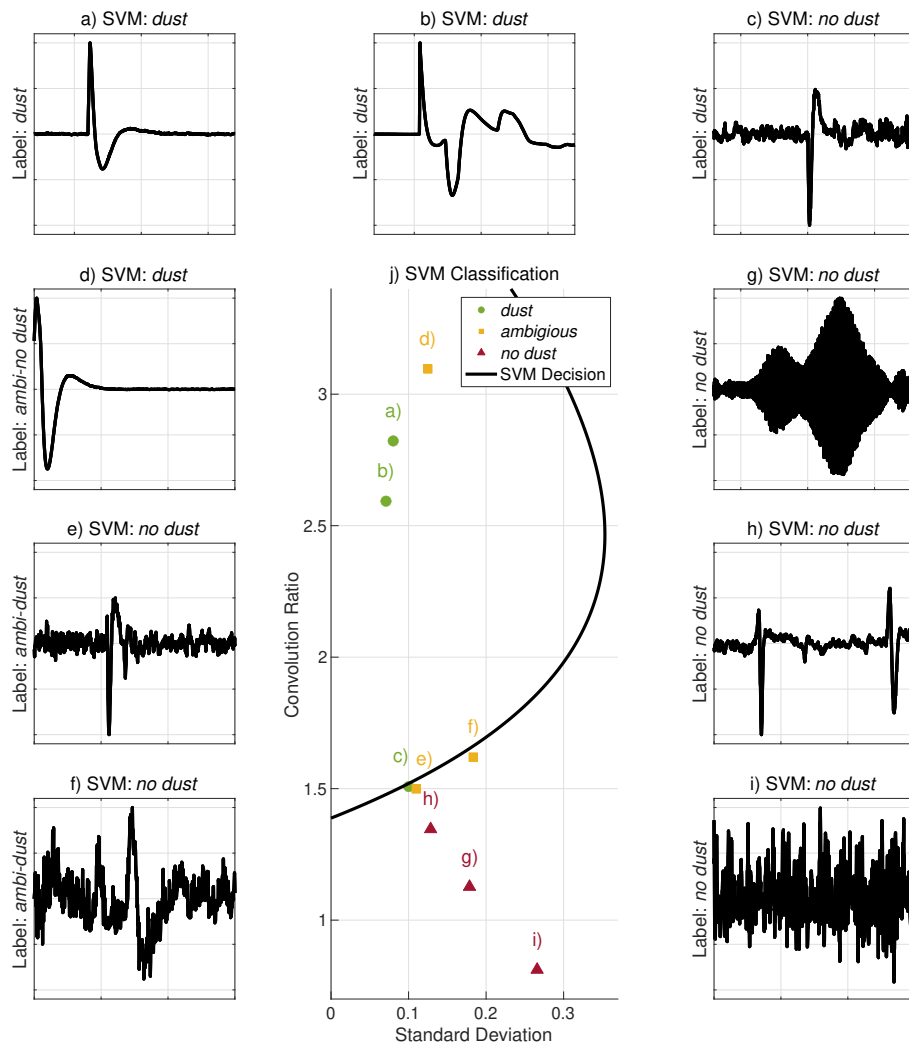 a) SVM: dust
Label: dust
b) SVM: dust
Label: dust
c) SVM: no dust
Label: dust
d) SVM: dust
Label: ambi-no dust
j) SVM Classification
dust
ambigious
no dust
SVM Decision
g) SVM: no dust
Label: no dust
e) SVM: no dust
Label: ambi-dust
h) SVM: no dust
Label: no dust
f) SVM: no dust
Label: ambi-dust
i) SVM: no dust
Label: no dust
Convolution Ratio
3
2.5
2
1.5
1
d)
a)
b)
f)
c)
e)
h)
g)
i)
0
0.1
0.2
0.3
Standard Deviation